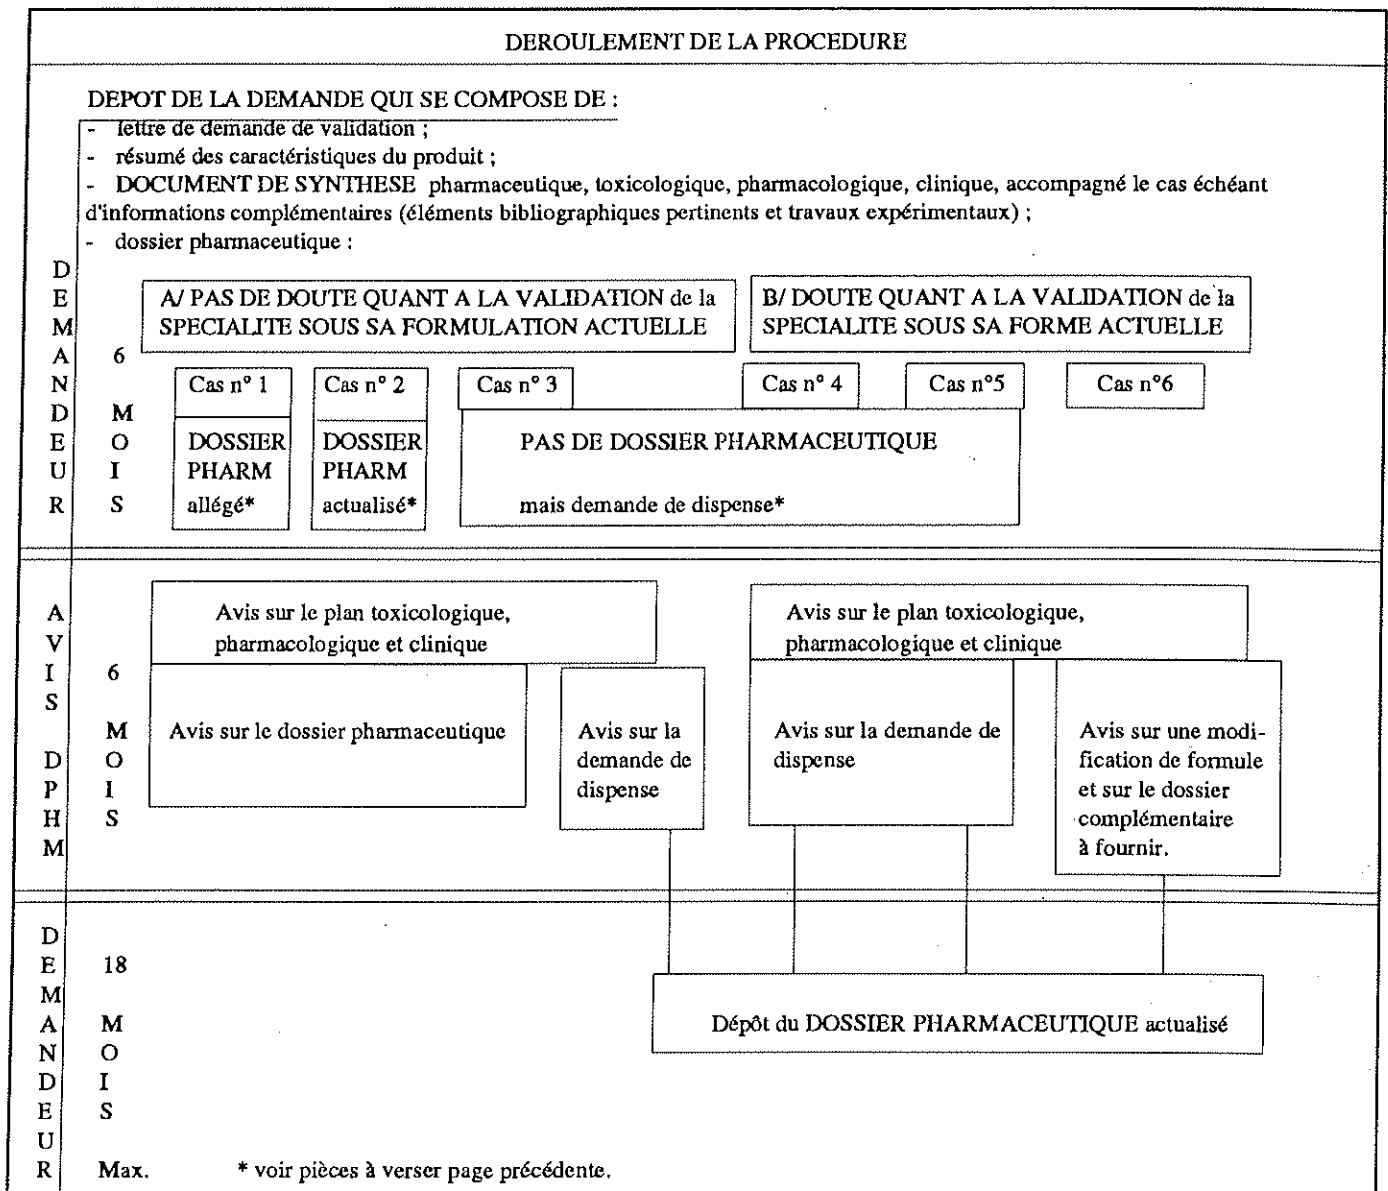 DEROULEMENT DE LA PROCEDURE
DEPOT DE LA DEMANDE QUI SE COMPOSE DE :
- lettre de demande de validation ;
- résumé des caractéristiques du produit ;
- DOCUMENT DE SYNTHESE pharmaceutique, toxicologique, pharmacologique, clinique, accompagné le cas échéant
d'informations complémentaires (éléments bibliographiques pertinents et travaux expérimentaux) ;
- dossier pharmaceutique :
DEMANDEUR
6 MOIS
A/ PAS DE DOUTE QUANT A LA VALIDATION de la
SPECIALITE SOUS SA FORMULATION ACTUELLE
B/ DOUTE QUANT A LA VALIDATION de la
SPECIALITE SOUS SA FORME ACTUELLE
Cas n° 1
Cas n° 2
Cas n° 3
Cas n° 4
Cas n°5
Cas n°6
DOSSIER
PHARM
allégé*
DOSSIER
PHARM
actualisé*
PAS DE DOSSIER PHARMACEUTIQUE
mais demande de dispense*
AVIS DPHM
6 MOIS
Avis sur le plan toxicologique,
pharmacologique et clinique
Avis sur le plan toxicologique,
pharmacologique et clinique
Avis sur le dossier pharmaceutique
Avis sur la
demande de
dispense
Avis sur la demande de
dispense
Avis sur une modi-
fication de formule
et sur le dossier
complémentaire
à fournir.
DEMANDEUR
18 MOIS Max.
Dépôt du DOSSIER PHARMACEUTIQUE actualisé
* voir pièces à verser page précédente.